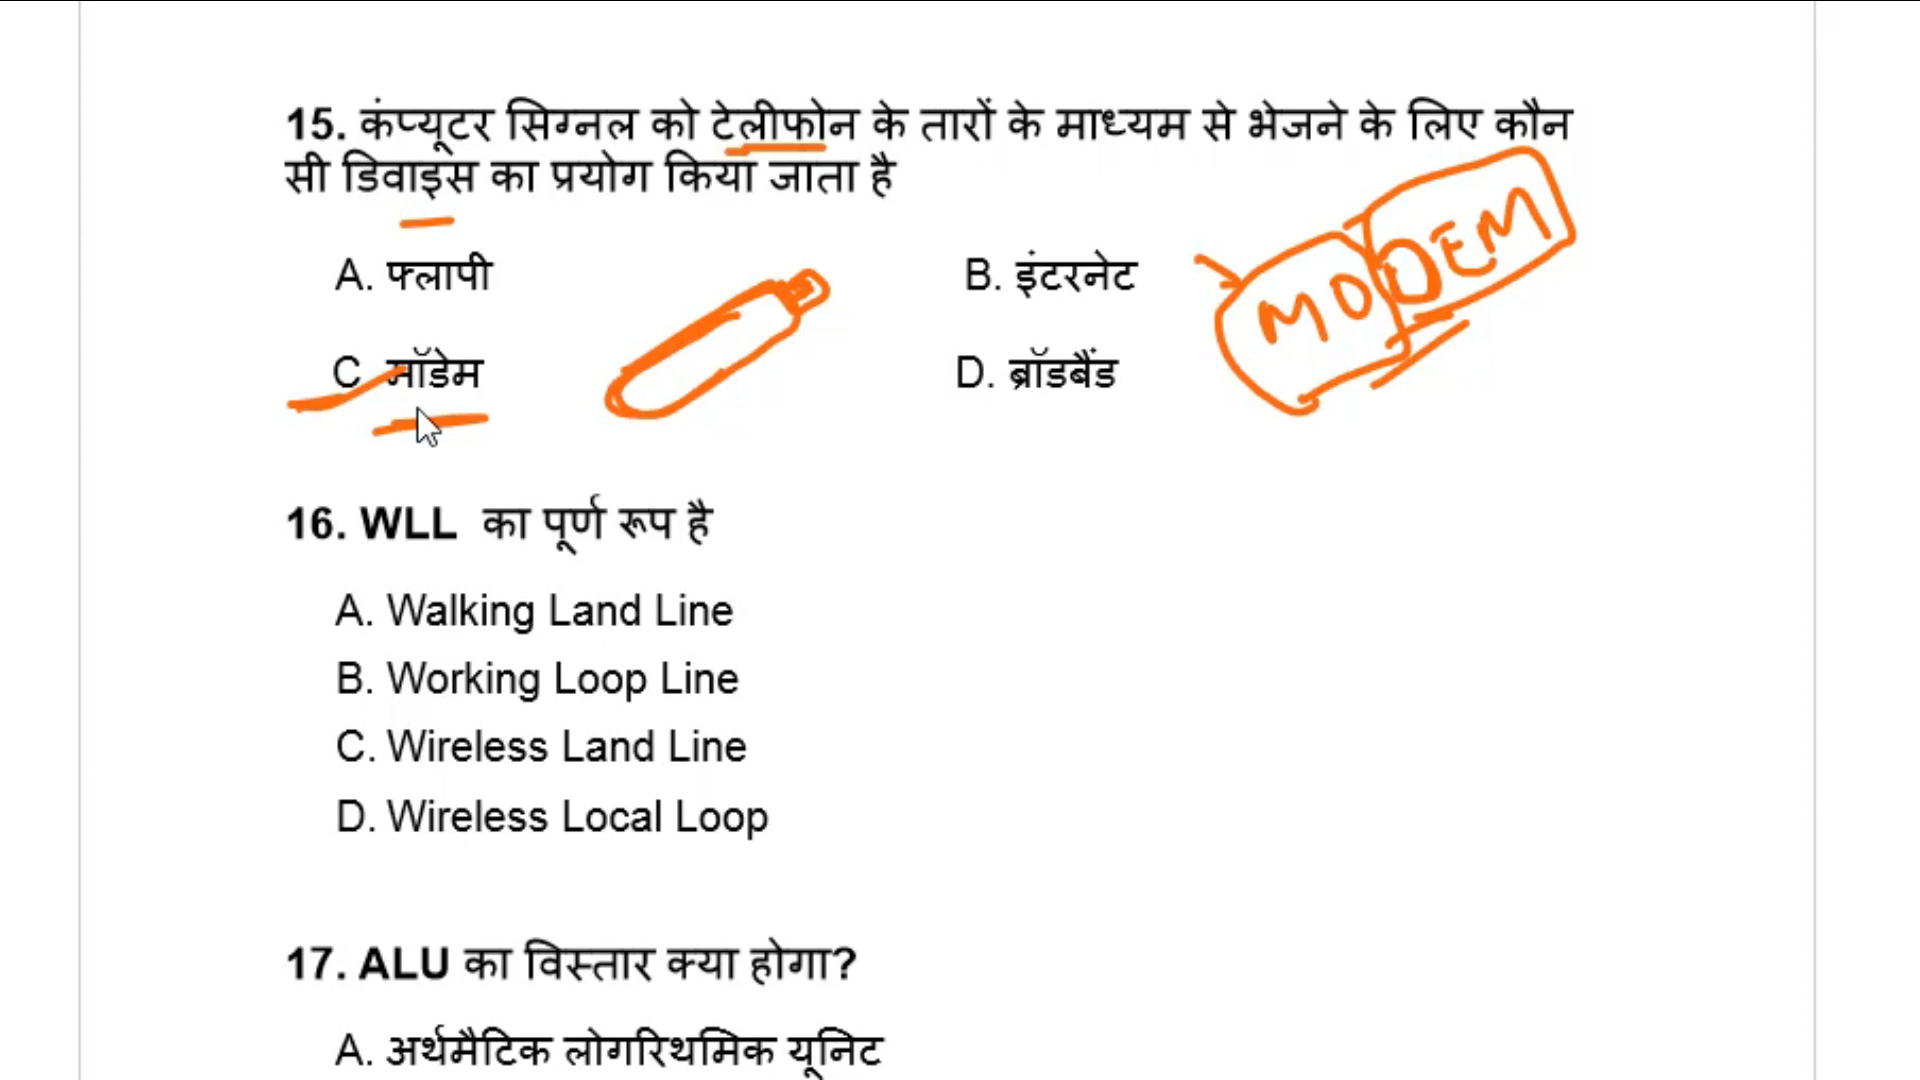 15. कंप्यूटर सिग्नल को टेलीफोन के तारों के माध्यम से भेजने के लिए कौन
सी डिवाइस का प्रयोग किया जाता है
A. फ्लापी
B. इंटरनेट
MODEM
C मॉडेम
D. ब्रॉडबैंड
16. WLL का पूर्ण रूप है
A. Walking Land Line
B. Working Loop Line
C. Wireless Land Line
D. Wireless Local Loop
17. ALU का विस्तार क्या होगा?
A. अर्थमैटिक लोगरिथमिक यूनिट